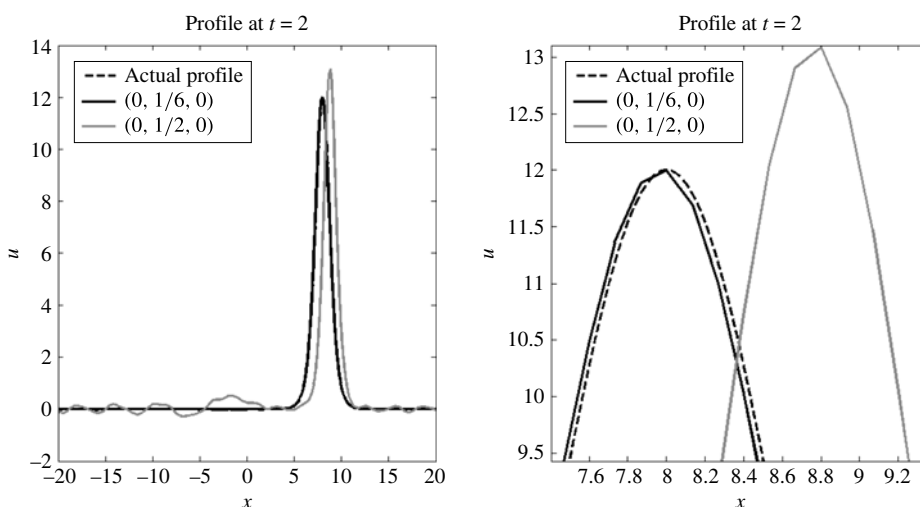 Profile at t = 2
14
12
10
8
6
4
2
0
–2
u
Actual profile
(0, 1/6, 0)
(0, 1/2, 0)
–20 –15 –10 –5 0 5 10 15 20
x
Profile at t = 2
13
12.5
12
11.5
11
10.5
10
9.5
u
Actual profile
(0, 1/6, 0)
(0, 1/2, 0)
7.6 7.8 8 8.2 8.4 8.6 8.8 9 9.2
x